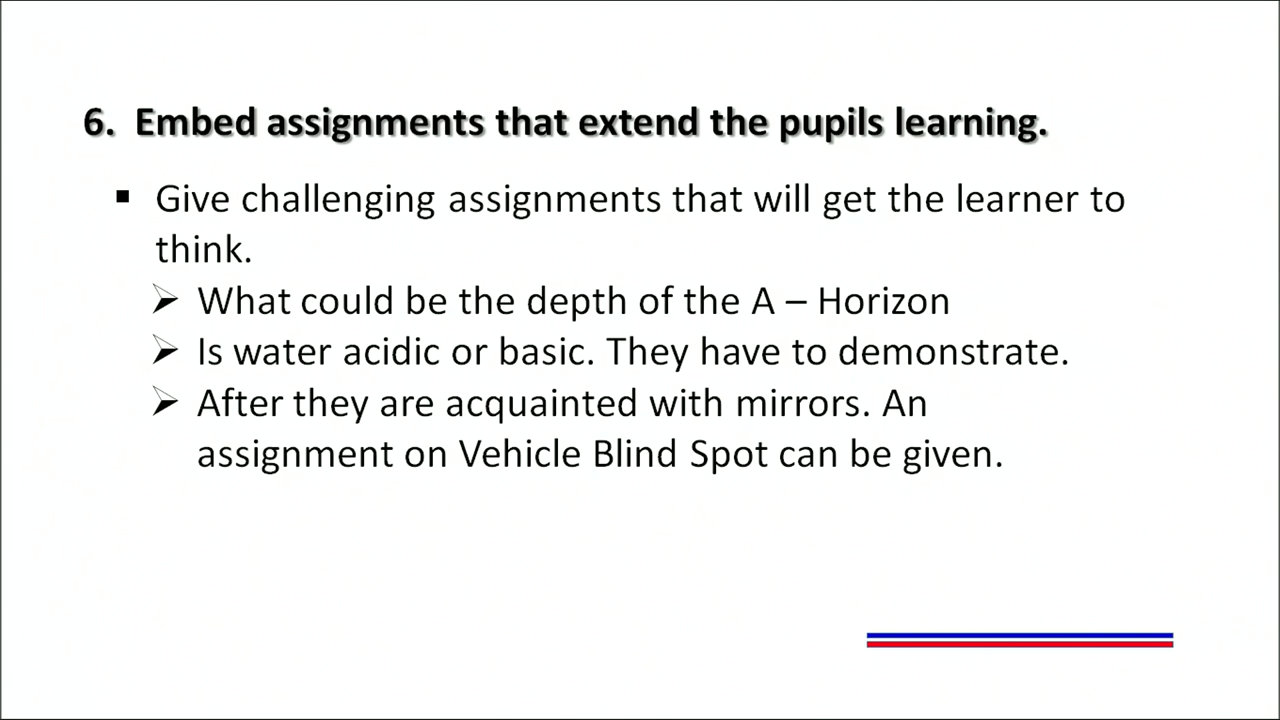 6. Embed assignments that extend the pupils learning.
▪ Give challenging assignments that will get the learner to
think.
➢ What could be the depth of the A – Horizon
➢ Is water acidic or basic. They have to demonstrate.
➢ After they are acquainted with mirrors. An
assignment on Vehicle Blind Spot can be given.